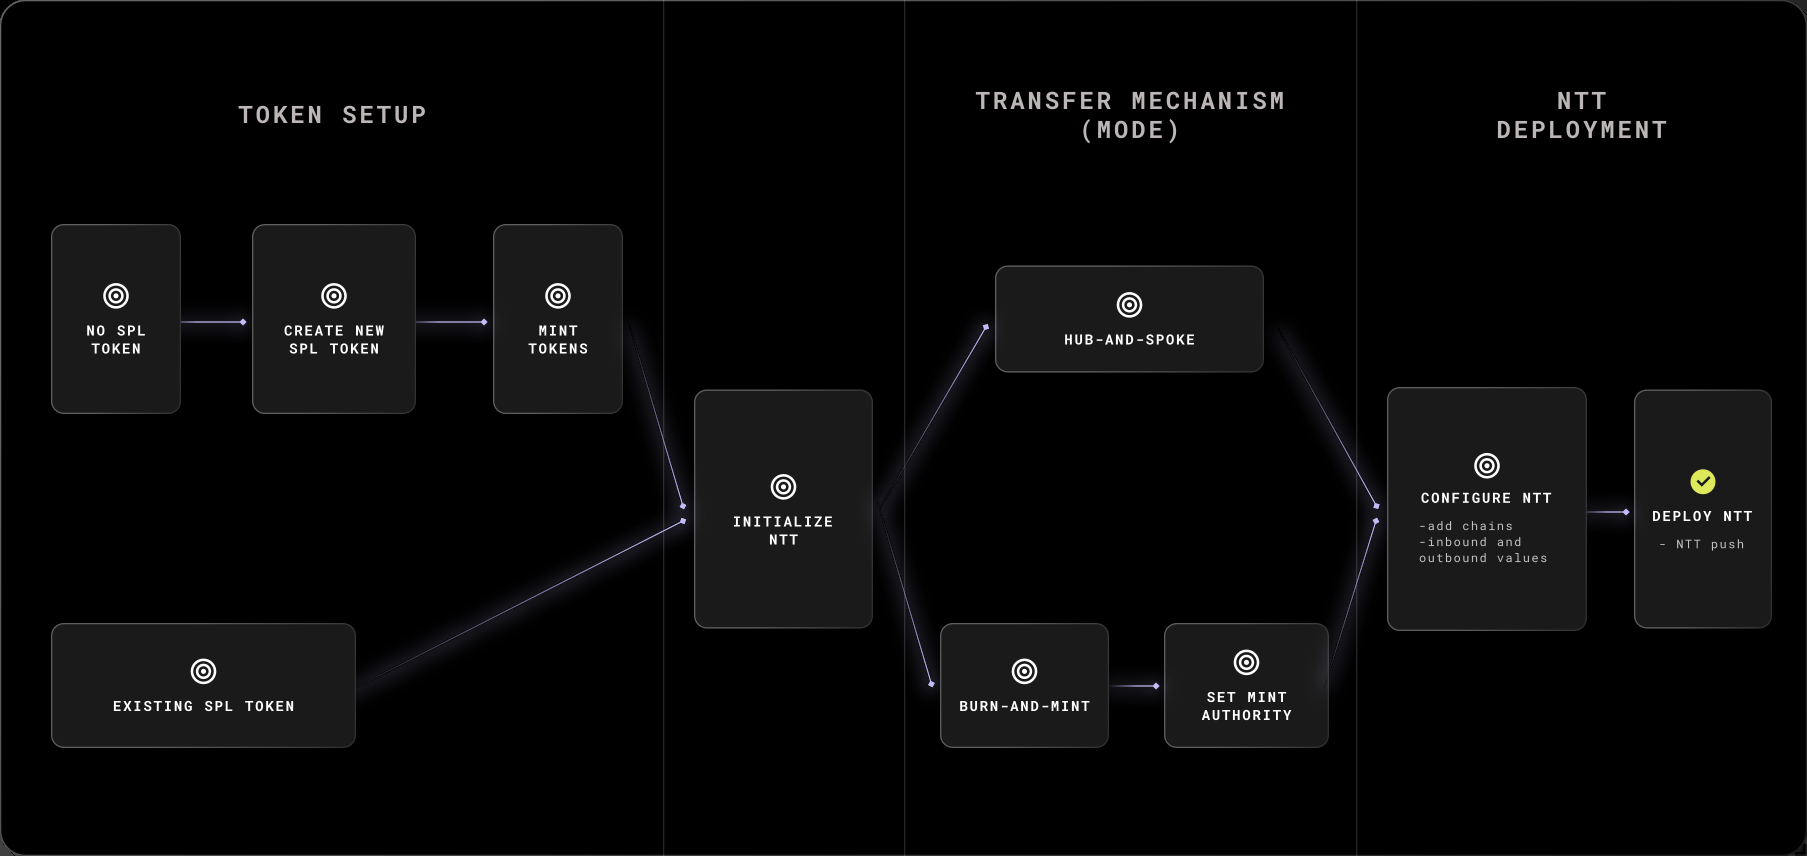 TOKEN SETUP
TRANSFER MECHANISM
(MODE)
NTT
DEPLOYMENT
NO SPL
TOKEN
CREATE NEW
SPL TOKEN
MINT
TOKENS
EXISTING SPL TOKEN
INITIALIZE
NTT
HUB-AND-SPOKE
BURN-AND-MINT
SET MINT
AUTHORITY
CONFIGURE NTT
-add chains
-inbound and
outbound values
DEPLOY NTT
- NTT push